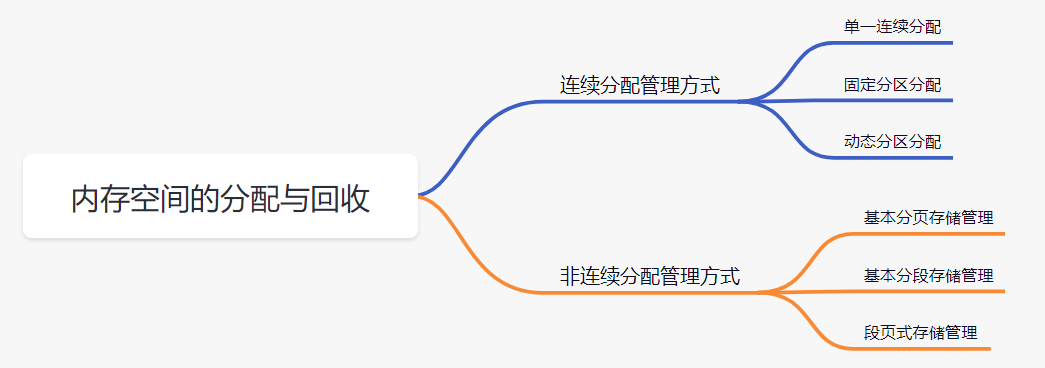 内存空间的分配与回收
连续分配管理方式
单一连续分配
固定分区分配
动态分区分配
非连续分配管理方式
基本分页存储管理
基本分段存储管理
段页式存储管理